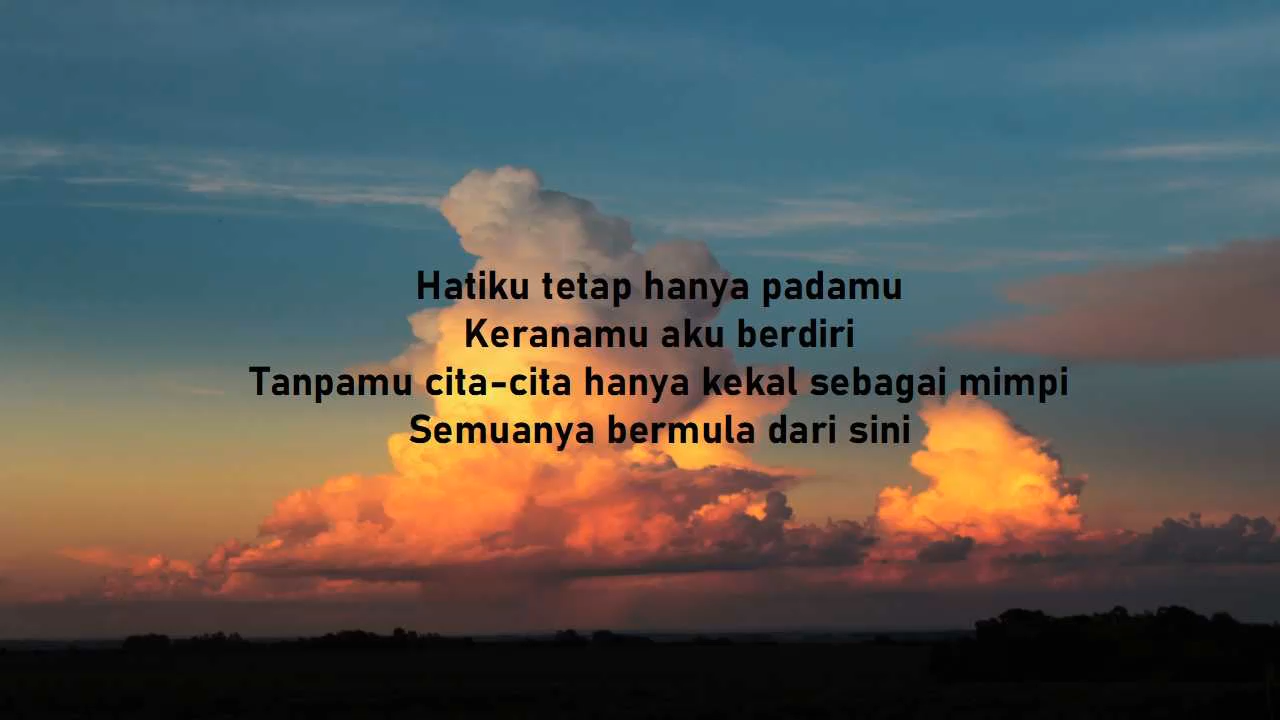 Hatiku tetap hanya padamu
Keranamu aku berdiri
Tanpamu cita-cita hanya kekal sebagai mimpi
Semuanya bermula dari sini